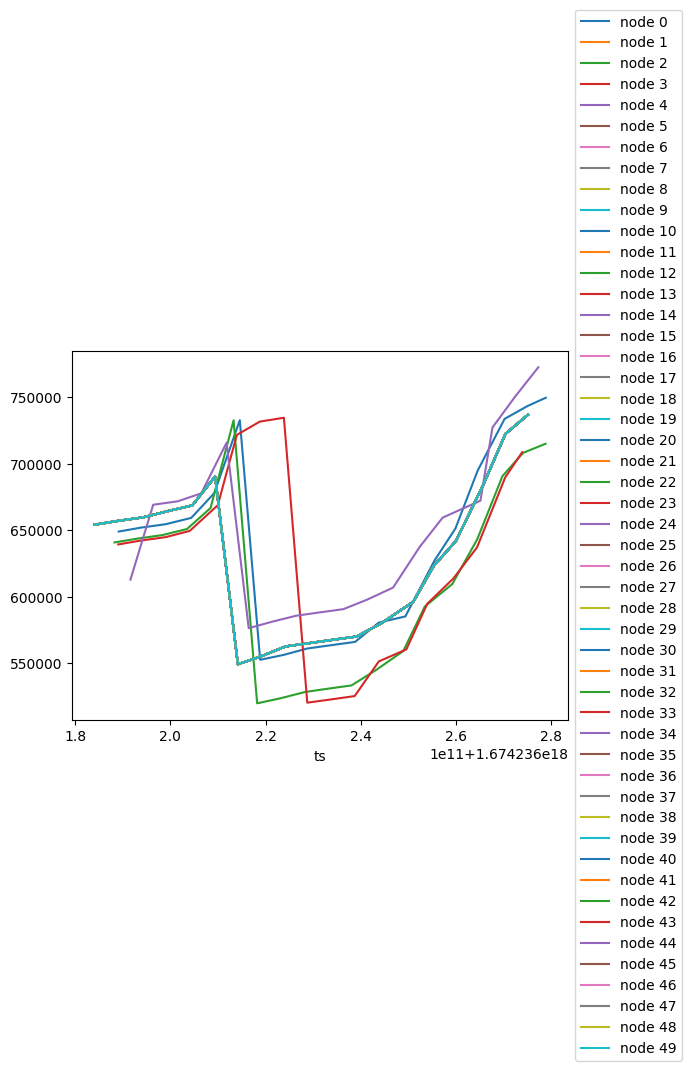 node 0
node 1
node 2
node 3
node 4
node 5
node 6
node 7
node 8
node 9
node 10
node 11
node 12
node 13
node 14
node 15
node 16
node 17
node 18
node 19
node 20
node 21
node 22
node 23
node 24
node 25
node 26
node 27
node 28
node 29
node 30
node 31
node 32
node 33
node 34
node 35
node 36
node 37
node 38
node 39
node 40
node 41
node 42
node 43
node 44
node 45
node 46
node 47
node 48
node 49
750000
700000
650000
600000
550000
1.8 2.0 2.2 2.4 2.6 2.8
ts
1e11+1.674236e18